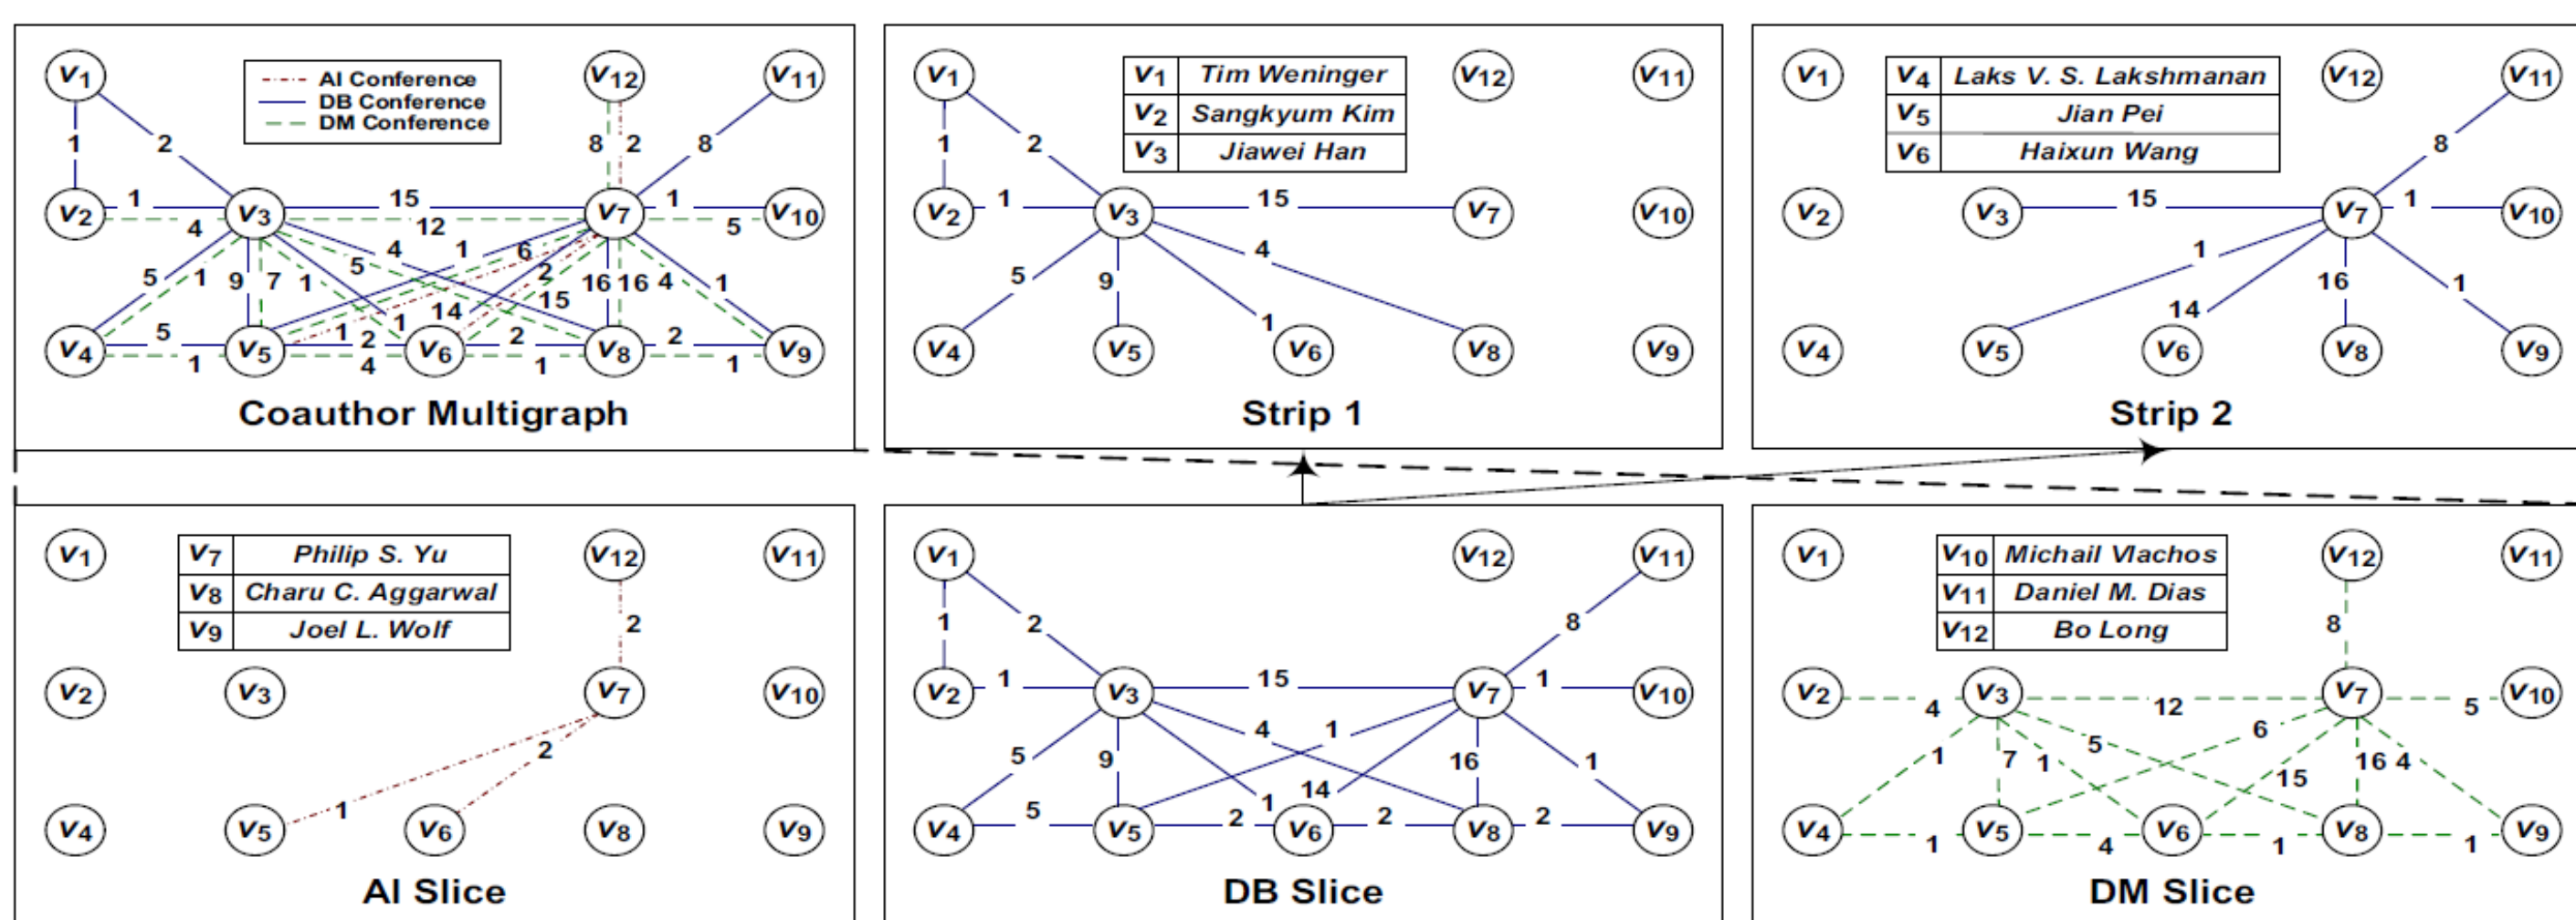 Coauthor Multigraph
v1 v12 v11
AI Conference
DB Conference
DM Conference
1 2 8 2 8
v2 1 4 v3 15 12 v7 1 5 v10
4 1 6
5 1 9 7 1 5 2 15 16 16 4 1
14 1
v4 5 1 v5 1 2 4 v6 2 1 v8 2 1 v9
Strip 1
v1 v12 v11
v1 Tim Weninger
v2 Sangkyum Kim
v3 Jiawei Han
1 2
v2 1 v3 15 v7 v10
5 9 1 4
v4 v5 v6 v8 v9
Strip 2
v1 v12 v11
v4 Laks V. S. Lakshmanan
v5 Jian Pei
v6 Haixun Wang
8
v2 v3 15 v7 1 v10
1 14 16 1
v4 v5 v6 v8 v9
AI Slice
v1 v12 v11
v7 Philip S. Yu
v8 Charu C. Aggarwal
v9 Joel L. Wolf
2
v2 v3 v7 v10
2
1
v4 v5 v6 v8 v9
DB Slice
v1 v12 v11
1 2 8
v2 1 v3 15 v7 1 v10
4 1
5 9 16 1
1 14
v4 5 v5 2 v6 2 v8 2 v9
DM Slice
v1 v12 v11
v10 Michail Vlachos
v11 Daniel M. Dias
v12 Bo Long
8
v2 4 v3 12 v7 5 v10
1 7 1 5 6 15 16 4
v4 1 v5 4 v6 1 v8 1 v9